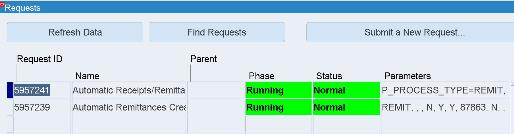 Requests
Refresh Data Find Requests Submit a New Request...
Request ID Parent
Name Phase Status Parameters
5957241 Automatic Receipts/Remitta Running Normal P_PROCESS_TYPE=REMIT,
5957239 Automatic Remittances Crea Running Normal REMIT, , , N, Y, Y, 87863, N, ,